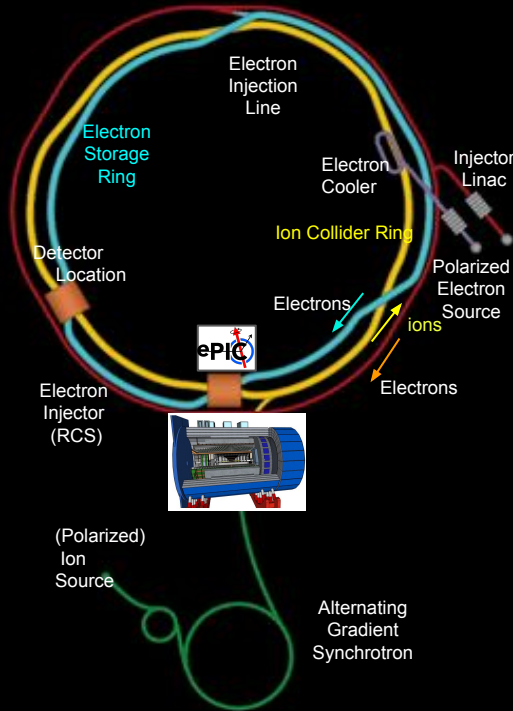 Electron
Injection
Line
Electron
Storage
Ring
Electron
Cooler
Injector
Linac
Ion Collider Ring
Detector
Location
Polarized
Electron
Source
Electrons
ions
ePIC
Electrons
Electron
Injector
(RCS)
(Polarized)
Ion
Source
Alternating
Gradient
Synchrotron